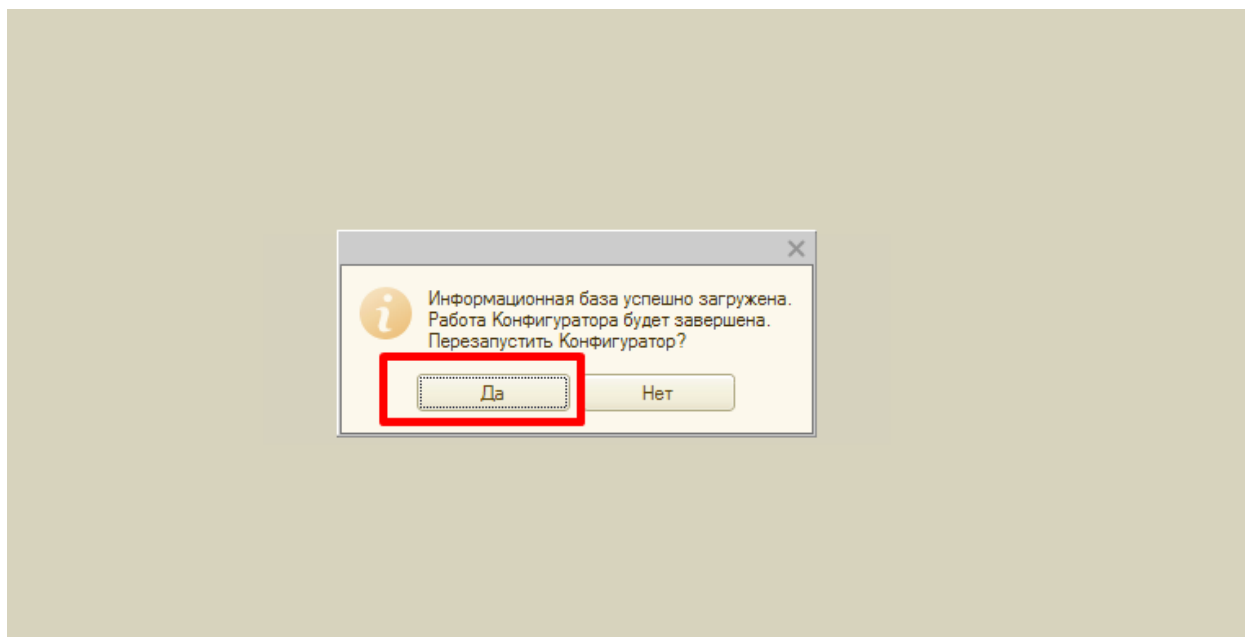 Информационная база успешно загружена.
Работа Конфигуратора будет завершена.
Перезапустить Конфигуратор?
Да
Нет